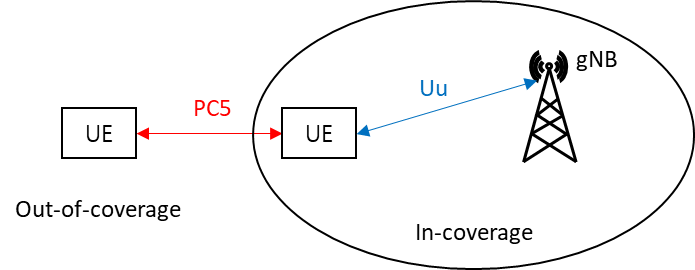 gNB
Uu
PC5
UE
UE
Out-of-coverage
In-coverage